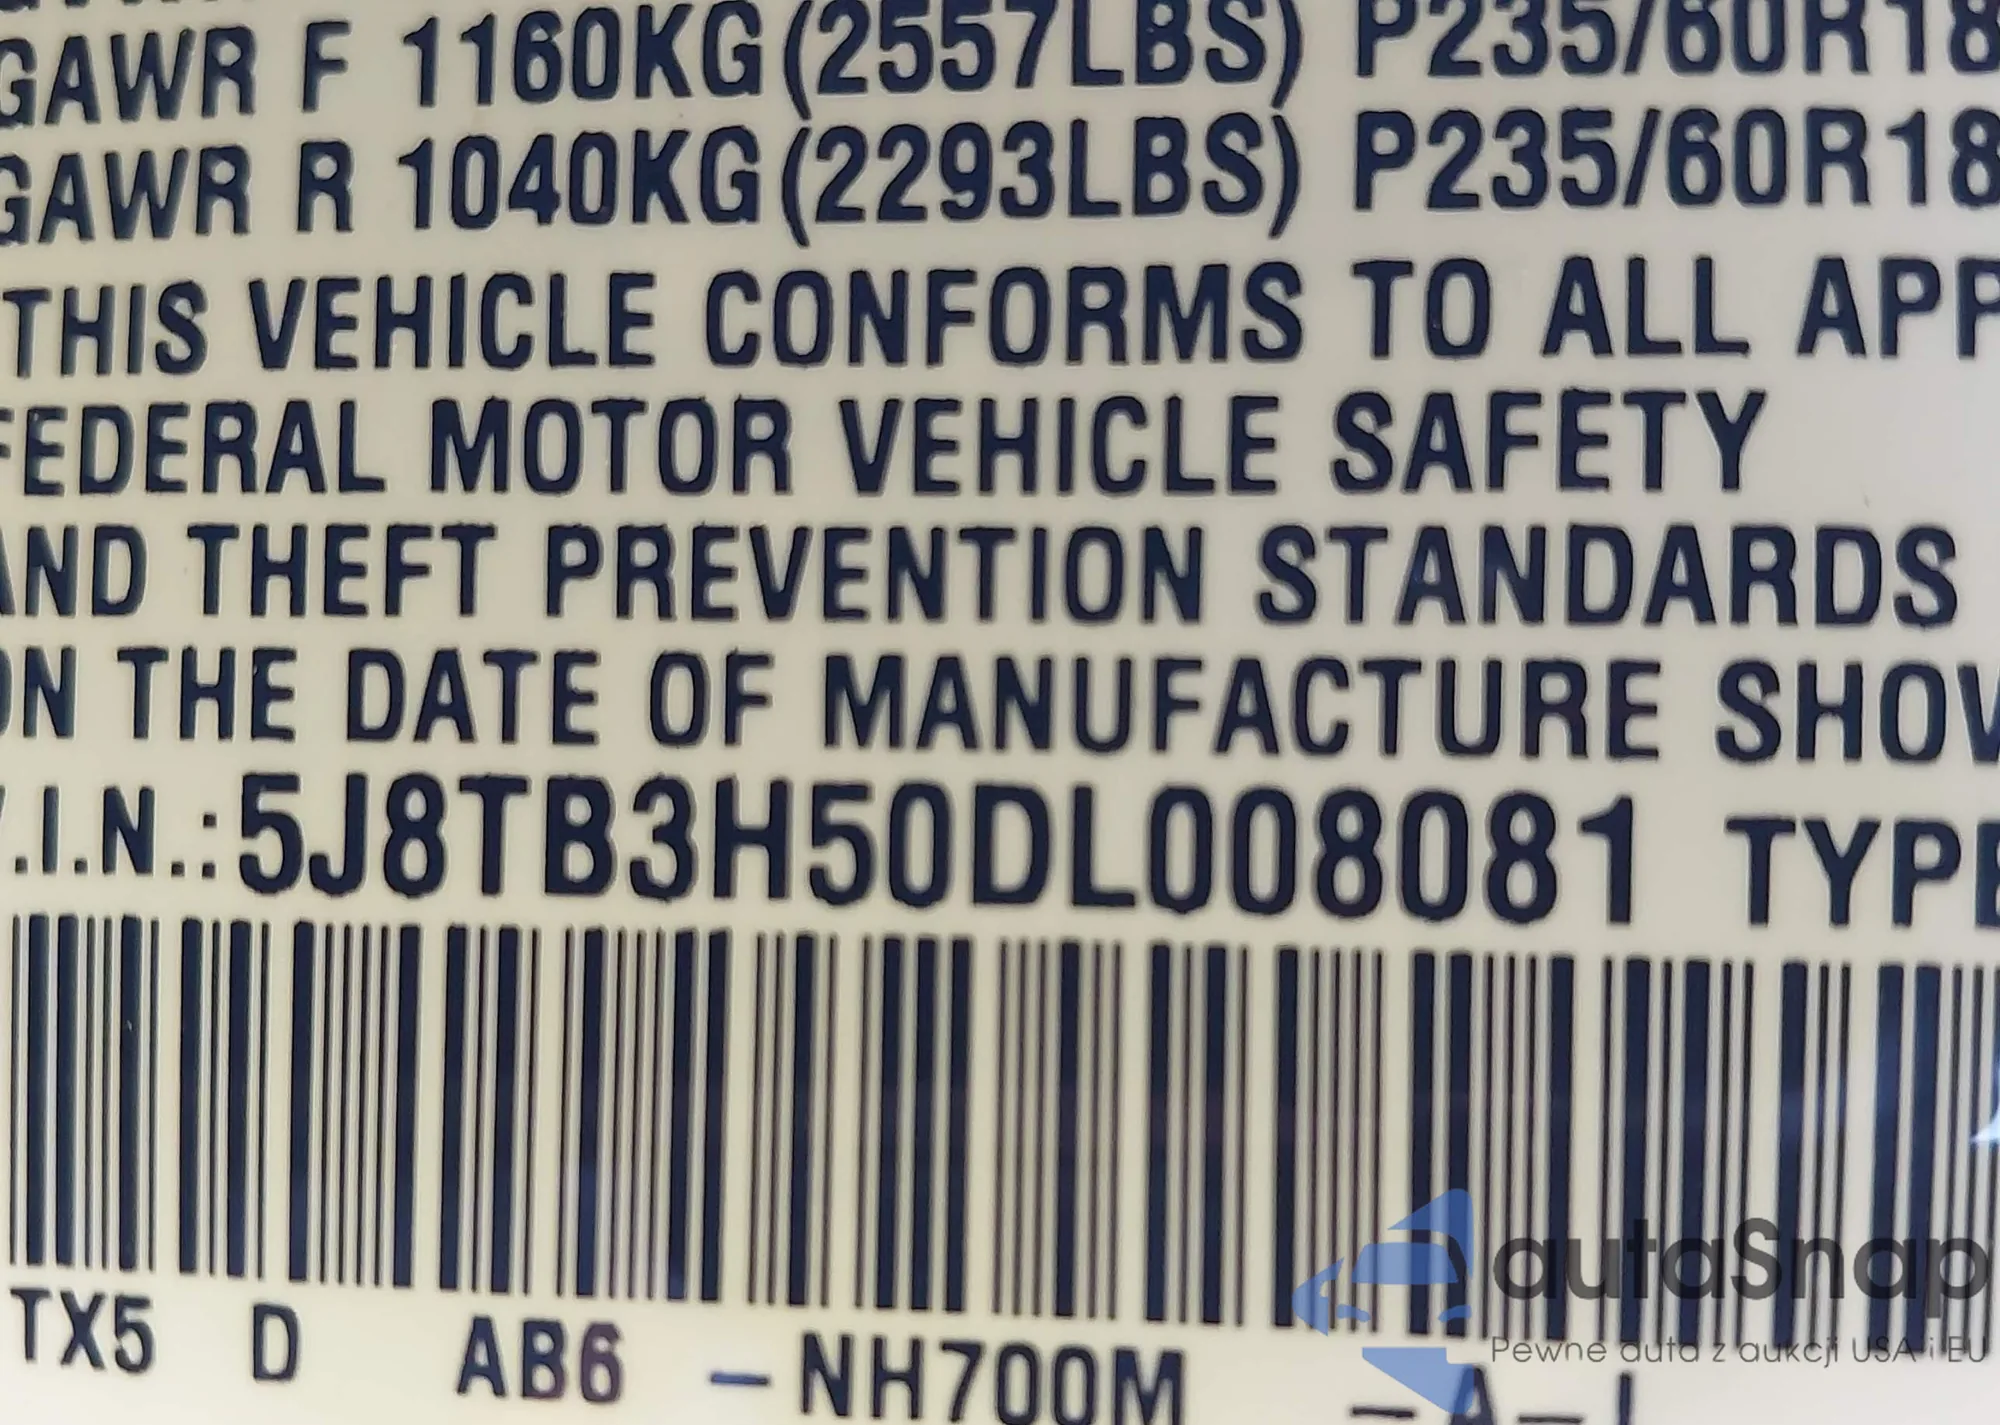 GAWR F 1160KG(2557LBS) P235/60R18
GAWR R 1040KG(2293LBS) P235/60R18
THIS VEHICLE CONFORMS TO ALL APP
FEDERAL MOTOR VEHICLE SAFETY
AND THEFT PREVENTION STANDARDS
ON THE DATE OF MANUFACTURE SHOW
V.I.N.:5J8TB3H50DL008081 TYPE
TX5 D AB6 -NH700M -A-
autaSnap
Pewne auta z aukcji USA i EU